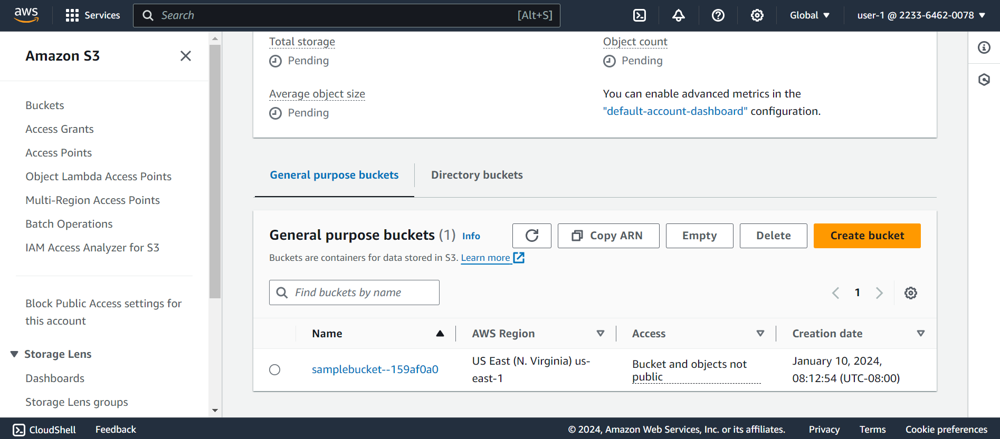 aws
Services
Search
[Alt+S]
Global
user-1 @ 2233-6462-0078
Amazon S3
Buckets
Access Grants
Access Points
Object Lambda Access Points
Multi-Region Access Points
Batch Operations
IAM Access Analyzer for S3
Block Public Access settings for
this account
Storage Lens
Dashboards
Storage Lens groups
Total storage
Pending
Object count
Pending
Average object size
Pending
You can enable advanced metrics in the
"default-account-dashboard" configuration.
General purpose buckets
Directory buckets
General purpose buckets (1) Info
Copy ARN
Empty
Delete
Create bucket
Buckets are containers for data stored in S3. Learn more
Find buckets by name
1
Name
AWS Region
Access
Creation date
samplebucket--159af0a0
US East (N. Virginia) us-
east-1
Bucket and objects not
public
January 10, 2024,
08:12:54 (UTC-08:00)
CloudShell
Feedback
© 2024, Amazon Web Services, Inc. or its affiliates.
Privacy
Terms
Cookie preferences